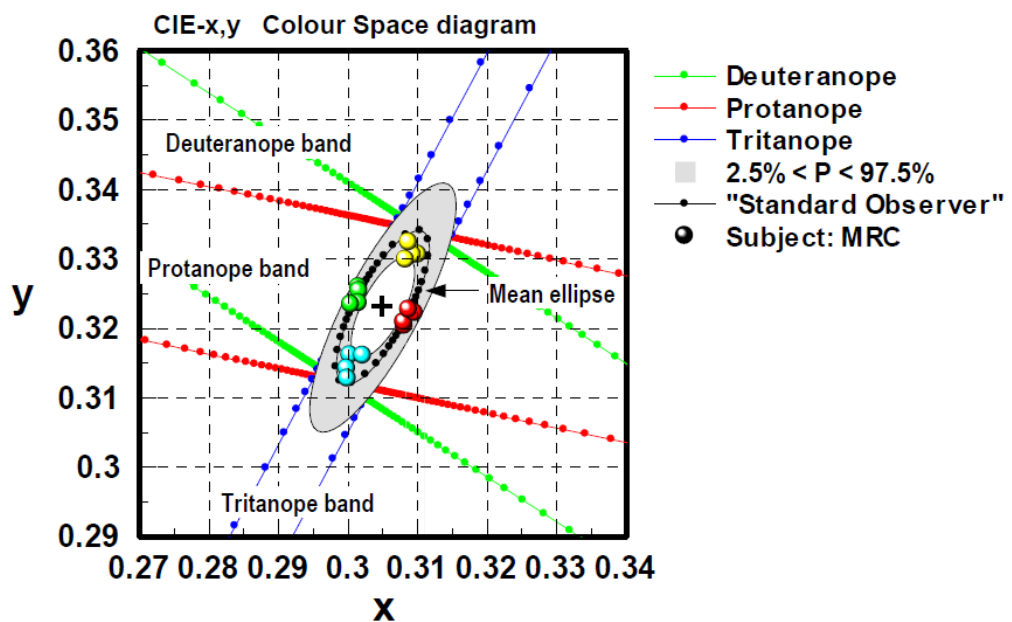 CIE-x,y Colour Space diagram
0.36
0.35
0.34
0.33
0.32
0.31
0.3
0.29
y
Deuteranope band
Protanope band
Mean ellipse
Tritanope band
0.27 0.28 0.29 0.3 0.31 0.32 0.33 0.34
x
Deuteranope
Protanope
Tritanope
2.5% < P < 97.5%
"Standard Observer"
Subject: MRC